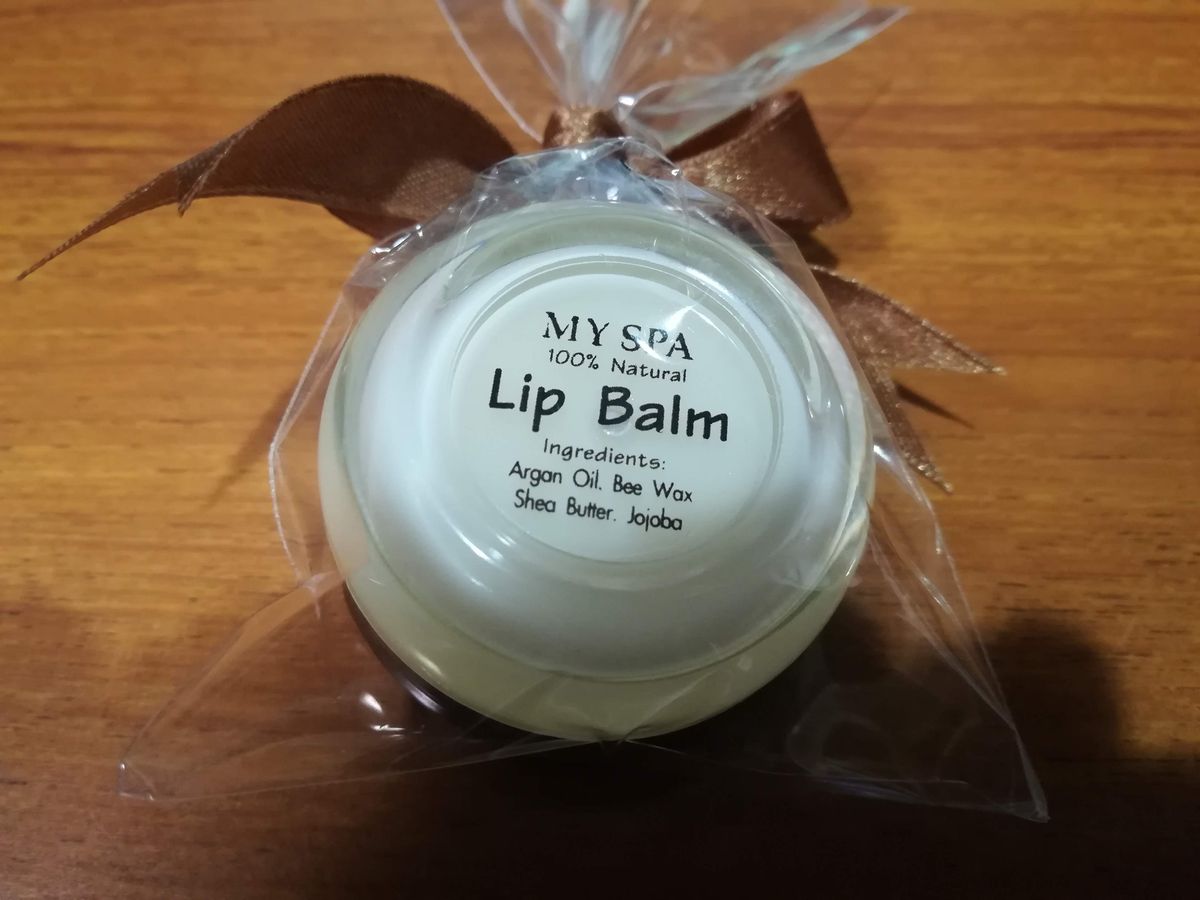 MY SPA
100% Natural
Lip Balm
Ingredients:
Argan Oil. Bee Wax
Shea Butter. Jojoba